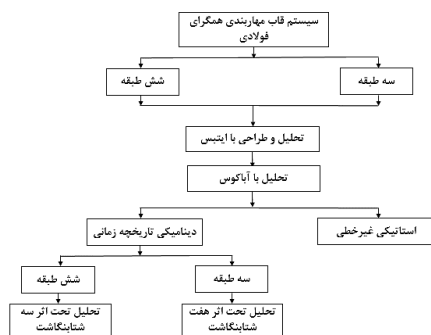 سیستم قاب مهاربندی همگرای
فولادی
سه طبقه
شش طبقه
تحلیل و طراحی با ایتبس
تحلیل با آباکوس
استاتیکی غیرخطی
دینامیکی تاریخچه زمانی
سه طبقه
شش طبقه
تحلیل تحت اثر هفت
شتابنگاشت
تحلیل تحت اثر سه
شتابنگاشت